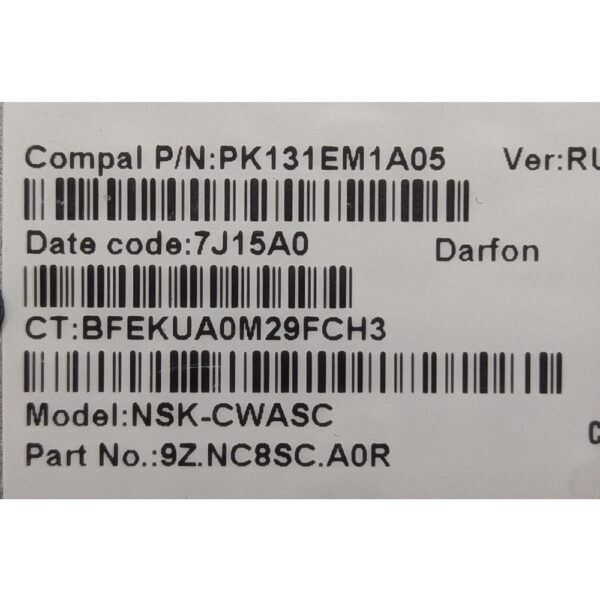 Compal P/N:PK131EM1A05 Ver:RU
Date code:7J15A0 Darfon
CT:BFEKUA0M29FCH3
Model:NSK-CWASC
Part No.:9Z.NC8SC.A0R